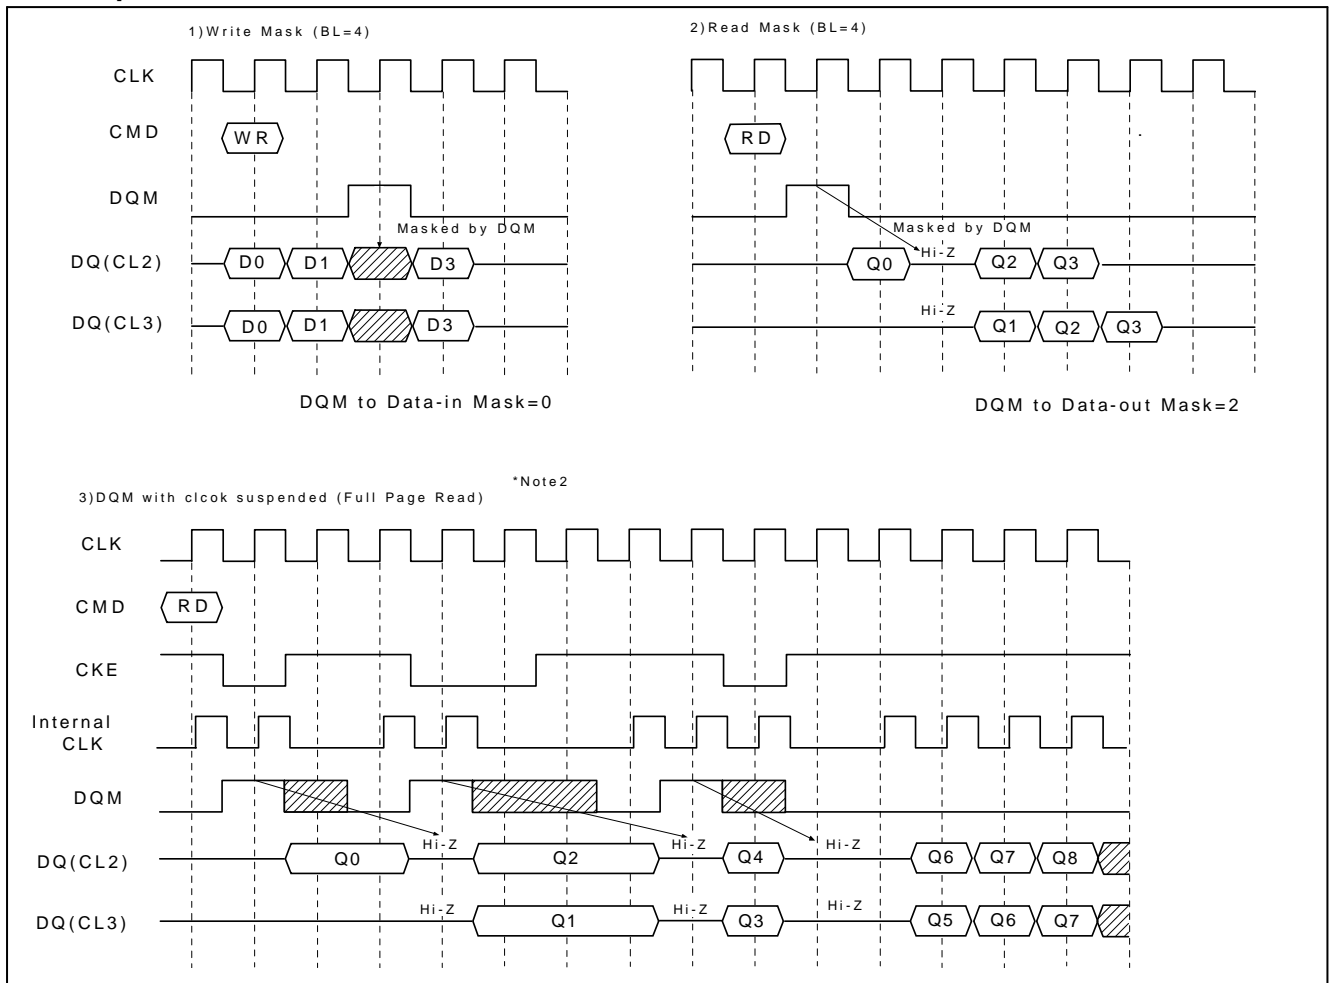 1)Write Mask (BL=4)
2)Read Mask (BL=4)
CLK
CMD
WR
RD
DQM
Masked by DQM
Masked by DQM
DQ(CL2)
D0 D1 D3
Hi-Z
Q0 Q2 Q3
DQ(CL3)
D0 D1 D3
Hi-Z
Q1 Q2 Q3
DQM to Data-in Mask=0
DQM to Data-out Mask=2
*Note2
3)DQM with clcok suspended (Full Page Read)
CLK
CMD
RD
CKE
Internal
CLK
DQM
Hi-Z Hi-Z Hi-Z
DQ(CL2)
Q0 Q2 Q4 Q6 Q7 Q8
Hi-Z Hi-Z Hi-Z
DQ(CL3)
Q1 Q3 Q5 Q6 Q7